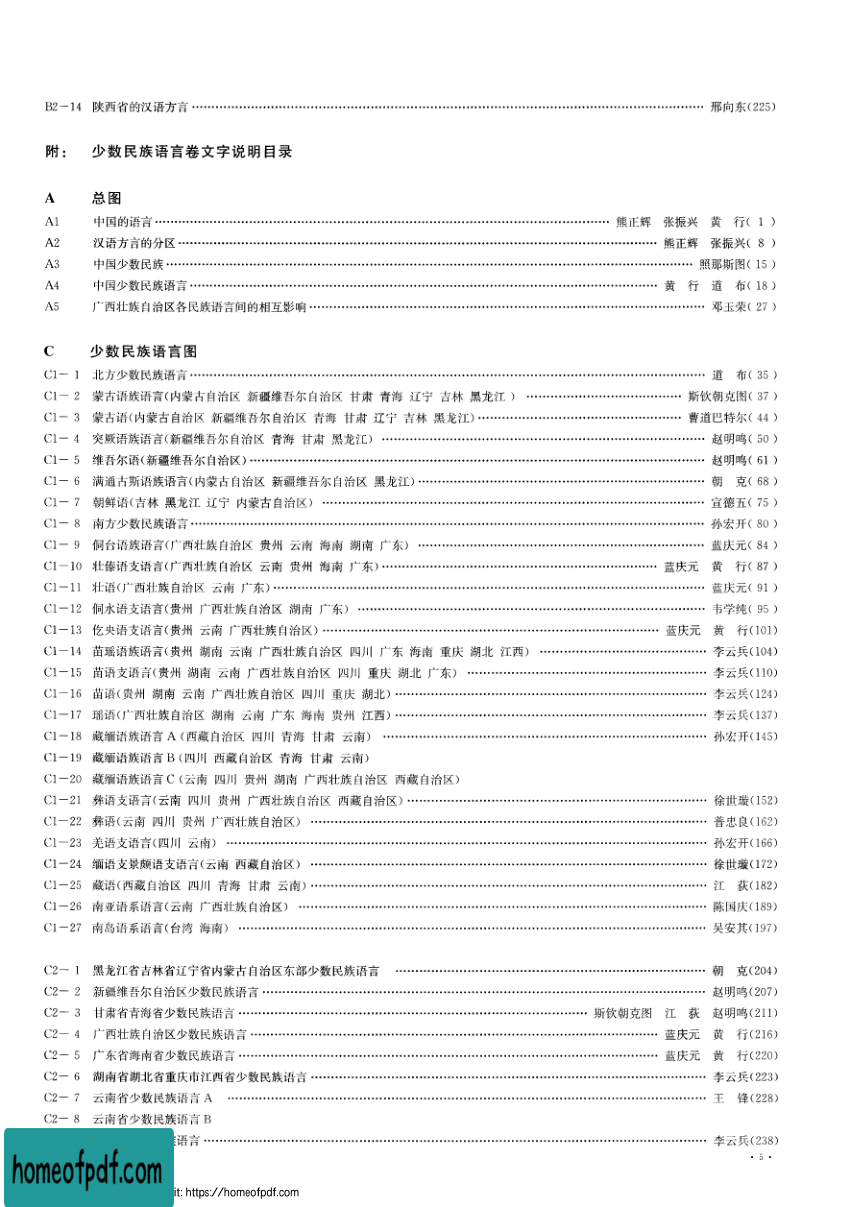 B2－14 陕西省的汉语方言 …… 邢向东(225)
附： 少数民族语言卷文字说明目录
A 总图
A1 中国的语言 …… 熊正辉 张振兴 黄 行( 1 )
A2 汉语方言的分区 …… 熊正辉 张振兴( 8 )
A3 中国少数民族 …… 照那斯图( 15 )
A4 中国少数民族语言 …… 黄 行 道 布( 18 )
A5 广西壮族自治区各民族语言间的相互影响 …… 邓玉荣( 27 )
C 少数民族语言图
C1－ 1 北方少数民族语言 …… 道 布( 35 )
C1－ 2 蒙古语族语言(内蒙古自治区 新疆维吾尔自治区 甘肃 青海 辽宁 吉林 黑龙江 ) …… 斯钦朝克图( 37 )
C1－ 3 蒙古语(内蒙古自治区 新疆维吾尔自治区 青海 甘肃 辽宁 吉林 黑龙江) …… 曹道巴特尔( 44 )
C1－ 4 突厥语族语言(新疆维吾尔自治区 青海 甘肃 黑龙江) …… 赵明鸣( 50 )
C1－ 5 维吾尔语(新疆维吾尔自治区) …… 赵明鸣( 61 )
C1－ 6 满通古斯语族语言(内蒙古自治区 新疆维吾尔自治区 黑龙江) …… 朝 克( 68 )
C1－ 7 朝鲜语(吉林 黑龙江 辽宁 内蒙古自治区) …… 宣德五( 75 )
C1－ 8 南方少数民族语言 …… 孙宏开( 80 )
C1－ 9 侗台语族语言(广西壮族自治区 贵州 云南 海南 湖南 广东) …… 蓝庆元( 84 )
C1－10 壮傣语支语言(广西壮族自治区 云南 贵州 海南 广东) …… 蓝庆元 黄 行( 87 )
C1－11 壮语(广西壮族自治区 云南 广东) …… 蓝庆元( 91 )
C1－12 侗水语支语言(贵州 广西壮族自治区 湖南 广东) …… 韦学纯( 95 )
C1－13 仡央语支语言(贵州 云南 广西壮族自治区) …… 蓝庆元 黄 行(101)
C1－14 苗瑶语族语言(贵州 湖南 云南 广西壮族自治区 四川 广东 海南 重庆 湖北 江西) …… 李云兵(104)
C1－15 苗语支语言(贵州 湖南 云南 广西壮族自治区 四川 重庆 湖北 广东) …… 李云兵(110)
C1－16 苗语(贵州 湖南 云南 广西壮族自治区 四川 重庆 湖北) …… 李云兵(124)
C1－17 瑶语(广西壮族自治区 湖南 云南 广东 海南 贵州 江西) …… 李云兵(137)
C1－18 藏缅语族语言 A (西藏自治区 四川 青海 甘肃 云南) …… 孙宏开(145)
C1－19 藏缅语族语言 B (四川 西藏自治区 青海 甘肃 云南)
C1－20 藏缅语族语言 C (云南 四川 贵州 湖南 广西壮族自治区 西藏自治区)
C1－21 彝语支语言(云南 四川 贵州 广西壮族自治区 西藏自治区) …… 徐世璇(152)
C1－22 彝语(云南 四川 贵州 广西壮族自治区) …… 普忠良(162)
C1－23 羌语支语言(四川 云南) …… 孙宏开(166)
C1－24 缅语支景颇语支语言(云南 西藏自治区) …… 徐世璇(172)
C1－25 藏语(西藏自治区 四川 青海 甘肃 云南) …… 江 荻(182)
C1－26 南亚语系语言(云南 广西壮族自治区) …… 陈国庆(189)
C1－27 南岛语系语言(台湾 海南) …… 吴安其(197)
C2－ 1 黑龙江省吉林省辽宁省内蒙古自治区东部少数民族语言 …… 朝 克(204)
C2－ 2 新疆维吾尔自治区少数民族语言 …… 赵明鸣(207)
C2－ 3 甘肃省青海省少数民族语言 …… 斯钦朝克图 江 荻 赵明鸣(211)
C2－ 4 广西壮族自治区少数民族语言 …… 蓝庆元 黄 行(216)
C2－ 5 广东省海南省少数民族语言 …… 蓝庆元 黄 行(220)
C2－ 6 湖南省湖北省重庆市江西省少数民族语言 …… 李云兵(223)
C2－ 7 云南省少数民族语言 A …… 王 锋(228)
C2－ 8 云南省少数民族语言 B
语言 …… 李云兵(238)
· 5 ·
homeofpdf.com
it: https://homeofpdf.com